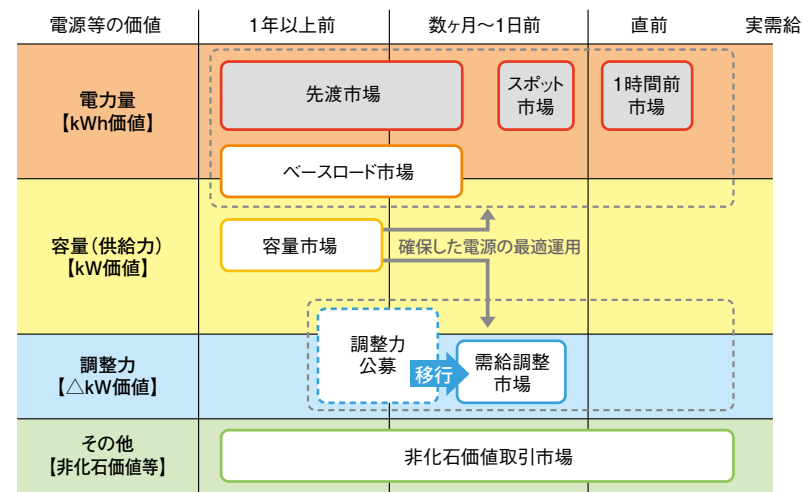 電源等の価値
1年以上前
数ヶ月～1日前
直前
実需給
電力量
【kWh価値】
先渡市場
スポット
市場
1時間前
市場
ベースロード市場
容量（供給力）
【kW価値】
容量市場
確保した電源の最適運用
調整力
【△kW価値】
調整力
公募
移行
需給調整
市場
その他
【非化石価値等】
非化石価値取引市場